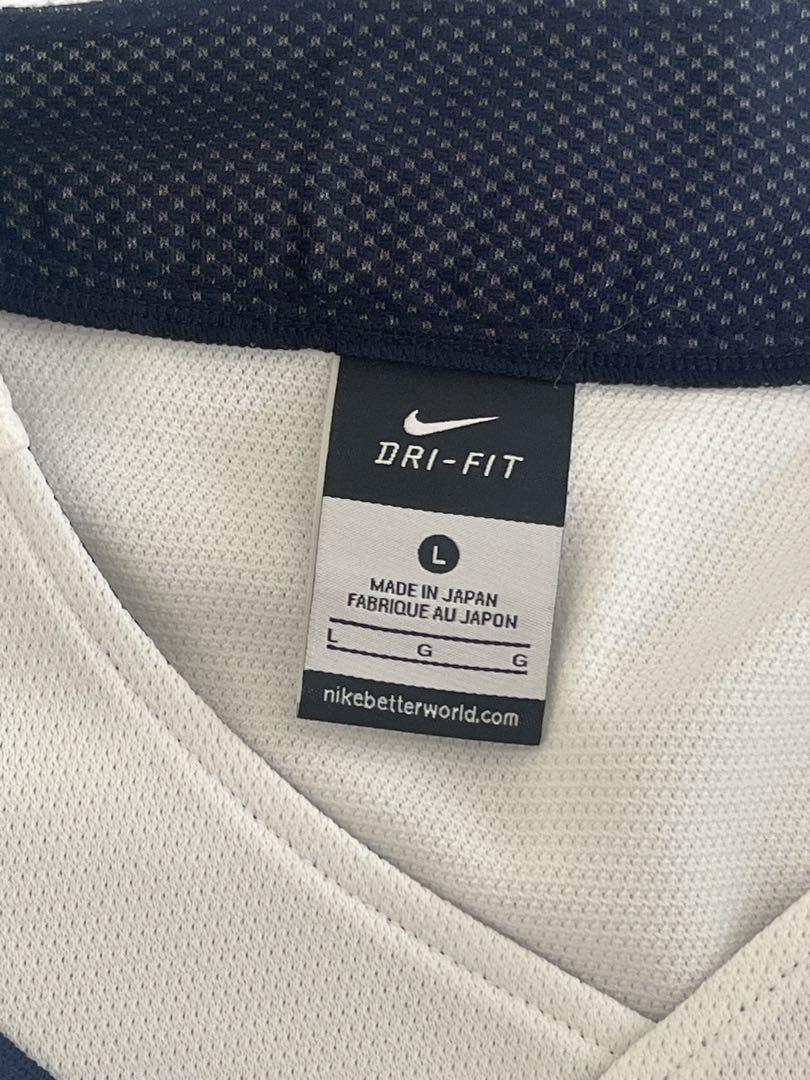 DRI-FIT
L
MADE IN JAPAN
FABRIQUE AU JAPON
L G G
nikebetterworld.com